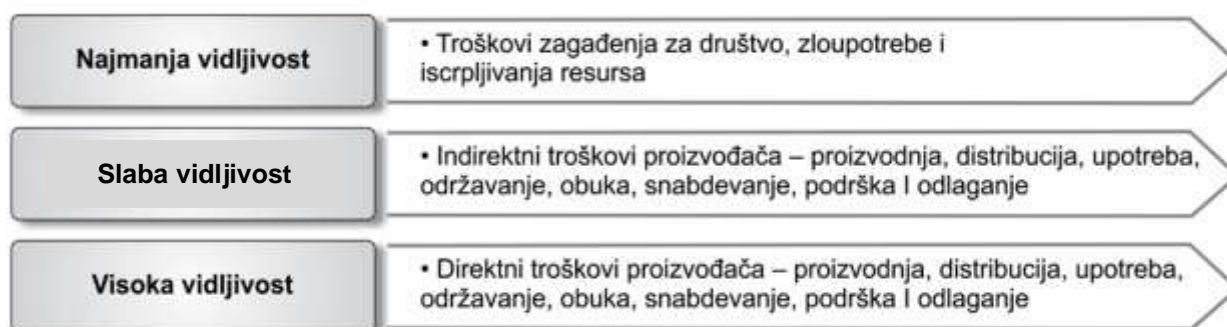 Najmanja vidljivost
• Troškovi zagađenja za društvo, zloupotrebe i
iscrpljivanja resursa
Slaba vidljivost
• Indirektni troškovi proizvođača – proizvodnja, distribucija, upotreba,
održavanje, obuka, snabdevanje, podrška I odlaganje
Visoka vidljivost
• Direktni troškovi proizvođača – proizvodnja, distribucija, upotreba,
održavanje, obuka, snabdevanje, podrška I odlaganje